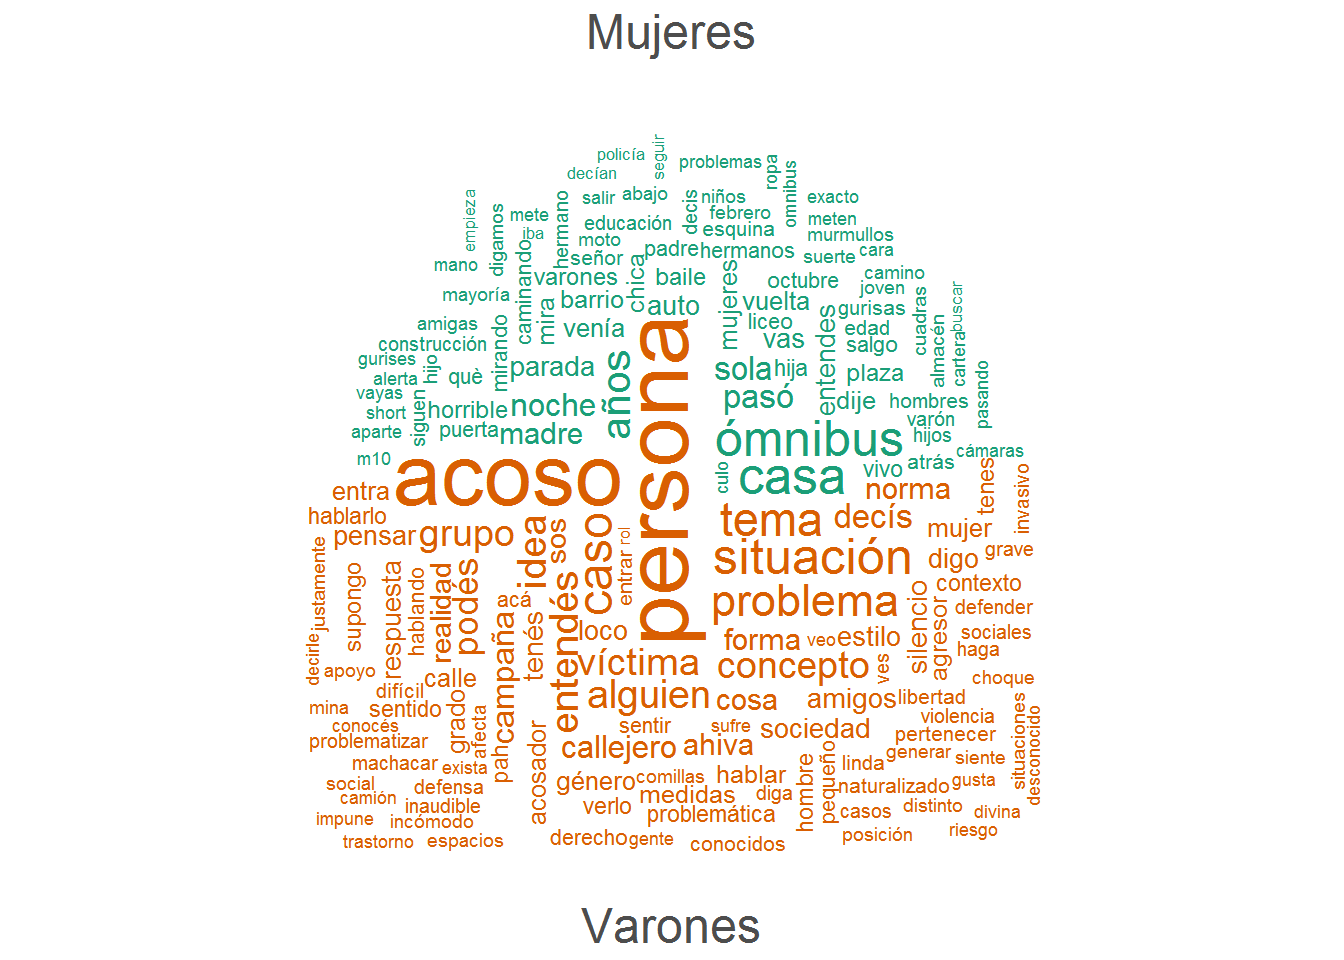 Mujeres
policía
seguir
problemas
ropa
omnibus
decían
empieza
mete
salir
abajo
decis
niños
exacto
iba
hermano
educación
febrero
meten
digamos
moto
esquina
murmullos
mano
caminando
señor
padre
hermanos
suerte
cara
varones
chica
baile
octubre
camino
mayoría
mira
barrio
auto
mujeres
vuelta
joven
buscar
amigas
venía
liceo
gurisas
cuadras
construcción
mirando
vas
edad
salgo
almacén
gurises
hijo
què
parada
sola
hija
entendes
plaza
cartera
alerta
vayas
short
siguen
horrible
noche
años
persona
pasó
dije
hombres
pasando
aparte
puerta
madre
ómnibus
varón
hijos
m10
acoso
culo
casa
vivo
atrás
cámaras
entra
norma
tenes
invasivo
hablarlo
pensar
grupo
idea
sos
caso
rol
tema
decís
mujer
justamente
supongo
respuesta
hablando
realidad
podés
entrar
situación
digo
grave
contexto
acá
entendés
problema
silencio
agresor
defender
decirle
apoyo
campaña
tenés
loco
forma
veo
estilo
sociales
haga
difícil
calle
víctima
concepto
ves
choque
mina
sentido
alguien
cosa
amigos
libertad
conocés
grado
afecta
sentir
sufre
sociedad
violencia
situaciones
desconocido
problematizar
pah
acosador
callejero
ahiva
pertenecer
machacar
exista
generar
siente
social
defensa
género
comillas
hablar
hombre
pequeño
linda
naturalizado
gusta
camión
inaudible
verlo
medidas
diga
casos
distinto
divina
impune
incómodo
problemática
posición
riesgo
trastorno
espacios
derecho
gente
conocidos
Varones